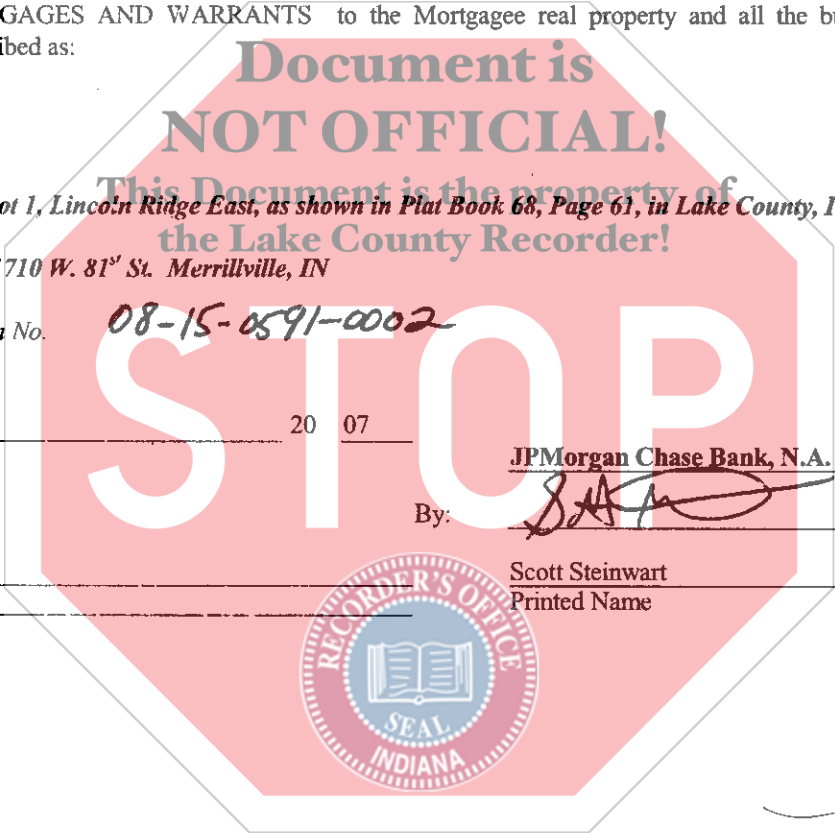 GAGES AND WARRANTS to the Mortgagee real property and all the
ibed as:
Document is
NOT OFFICIAL!
This Document is the property of
ot 1, Lincoln Ridge East, as shown in Plat Book 68, Page 61, in Lake County,
the Lake County Recorder!
710 W. 81st St. Merrillville, IN
No. 08-15-0591-0002
STOP
20 07
JPMorgan Chase Bank, N.A.
By:
Scott Steinwart
Printed Name
RECORDER'S OFFICE
SEAL
INDIANA